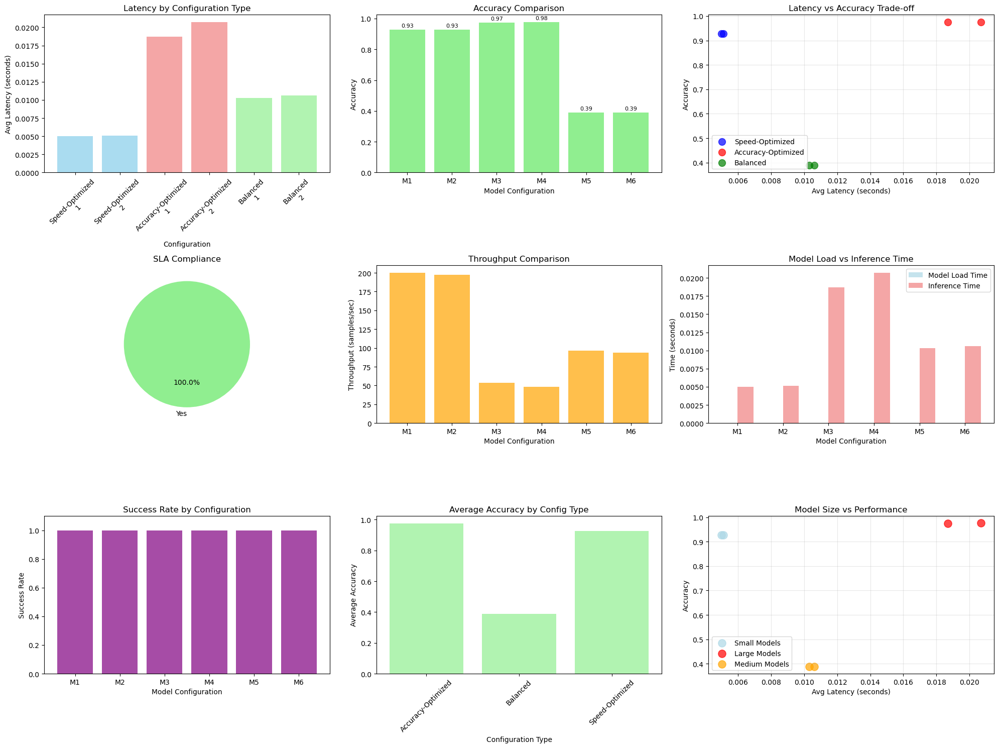 Latency by Configuration Type
Avg Latency (seconds)
0.0200
0.0175
0.0150
0.0125
0.0100
0.0075
0.0050
0.0025
0.0000
Speed-Optimized
1
Speed-Optimized
2
Accuracy-Optimized
1
Accuracy-Optimized
2
Balanced
1
Balanced
2
Configuration
Accuracy Comparison
Accuracy
1.0
0.8
0.6
0.4
0.2
0.0
0.93
0.93
0.97
0.98
0.39
0.39
M1 M2 M3 M4 M5 M6
Model Configuration
Latency vs Accuracy Trade-off
Accuracy
1.0
0.9
0.8
0.7
0.6
0.5
0.4
Speed-Optimized
Accuracy-Optimized
Balanced
0.006 0.008 0.010 0.012 0.014 0.016 0.018 0.020
Avg Latency (seconds)
SLA Compliance
100.0%
Yes
Throughput Comparison
Throughput (samples/sec)
200
175
150
125
100
75
50
25
0
M1 M2 M3 M4 M5 M6
Model Configuration
Model Load vs Inference Time
Time (seconds)
0.0200
0.0175
0.0150
0.0125
0.0100
0.0075
0.0050
0.0025
0.0000
Model Load Time
Inference Time
M1 M2 M3 M4 M5 M6
Model Configuration
Success Rate by Configuration
Success Rate
1.0
0.8
0.6
0.4
0.2
0.0
M1 M2 M3 M4 M5 M6
Model Configuration
Average Accuracy by Config Type
Average Accuracy
1.0
0.8
0.6
0.4
0.2
0.0
Accuracy-Optimized
Balanced
Speed-Optimized
Configuration Type
Model Size vs Performance
Accuracy
1.0
0.9
0.8
0.7
0.6
0.5
0.4
Small Models
Large Models
Medium Models
0.006 0.008 0.010 0.012 0.014 0.016 0.018 0.020
Avg Latency (seconds)